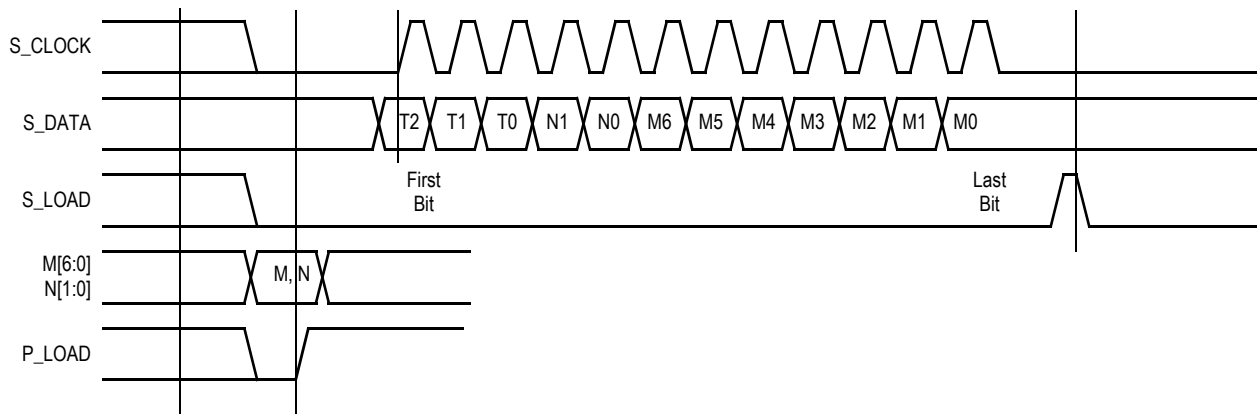 S_CLOCK
S_DATA
T2 T1 T0 N1 N0 M6 M5 M4 M3 M2 M1 M0
First
Bit
Last
Bit
S_LOAD
M[6:0]
N[1:0]
M, N
P_LOAD